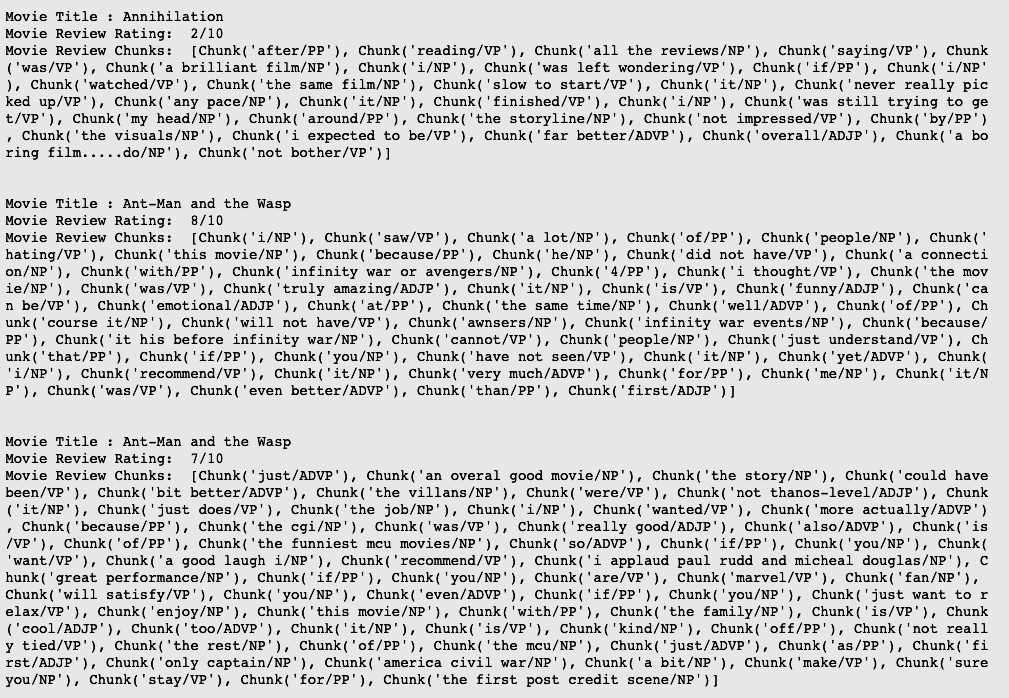 Movie Title : Annihilation
Movie Review Rating:  2/10
Movie Review Chunks:  [Chunk('after/PP'), Chunk('reading/VP'), Chunk('all the reviews/NP'), Chunk('saying/VP'), Chunk
('was/VP'), Chunk('a brilliant film/NP'), Chunk('i/NP'), Chunk('was left wondering/VP'), Chunk('if/PP'), Chunk('i/NP'
), Chunk('watched/VP'), Chunk('the same film/NP'), Chunk('slow to start/VP'), Chunk('it/NP'), Chunk('never really pic
ked up/VP'), Chunk('any pace/NP'), Chunk('it/NP'), Chunk('finished/VP'), Chunk('i/NP'), Chunk('was still trying to ge
t/VP'), Chunk('my head/NP'), Chunk('around/PP'), Chunk('the storyline/NP'), Chunk('not impressed/VP'), Chunk('by/PP')
, Chunk('the visuals/NP'), Chunk('i expected to be/VP'), Chunk('far better/ADVP'), Chunk('overall/ADJP'), Chunk('a bo
ring film.....do/NP'), Chunk('not bother/VP')]
Movie Title : Ant-Man and the Wasp
Movie Review Rating:  8/10
Movie Review Chunks:  [Chunk('i/NP'), Chunk('saw/VP'), Chunk('a lot/NP'), Chunk('of/PP'), Chunk('people/NP'), Chunk('
hating/VP'), Chunk('this movie/NP'), Chunk('because/PP'), Chunk('he/NP'), Chunk('did not have/VP'), Chunk('a connecti
on/NP'), Chunk('with/PP'), Chunk('infinity war or avengers/NP'), Chunk('4/PP'), Chunk('i thought/VP'), Chunk('the mov
ie/NP'), Chunk('was/VP'), Chunk('truly amazing/ADJP'), Chunk('it/NP'), Chunk('is/VP'), Chunk('funny/ADJP'), Chunk('ca
n be/VP'), Chunk('emotional/ADJP'), Chunk('at/PP'), Chunk('the same time/NP'), Chunk('well/ADVP'), Chunk('of/PP'), Ch
unk('course it/NP'), Chunk('will not have/VP'), Chunk('awnsers/NP'), Chunk('infinity war events/NP'), Chunk('because/
PP'), Chunk('it his before infinity war/NP'), Chunk('cannot/VP'), Chunk('people/NP'), Chunk('just understand/VP'), Ch
unk('that/PP'), Chunk('if/PP'), Chunk('you/NP'), Chunk('have not seen/VP'), Chunk('it/NP'), Chunk('yet/ADVP'), Chunk(
'i/NP'), Chunk('recommend/VP'), Chunk('it/NP'), Chunk('very much/ADVP'), Chunk('for/PP'), Chunk('me/NP'), Chunk('it/N
P'), Chunk('was/VP'), Chunk('even better/ADVP'), Chunk('than/PP'), Chunk('first/ADJP')]
Movie Title : Ant-Man and the Wasp
Movie Review Rating:  7/10
Movie Review Chunks:  [Chunk('just/ADVP'), Chunk('an overal good movie/NP'), Chunk('the story/NP'), Chunk('could have
been/VP'), Chunk('bit better/ADVP'), Chunk('the villans/NP'), Chunk('were/VP'), Chunk('not thanos-level/ADJP'), Chunk
('it/NP'), Chunk('just does/VP'), Chunk('the job/NP'), Chunk('i/NP'), Chunk('wanted/VP'), Chunk('more actually/ADVP')
, Chunk('because/PP'), Chunk('the cgi/NP'), Chunk('was/VP'), Chunk('really good/ADJP'), Chunk('also/ADVP'), Chunk('is
/VP'), Chunk('of/PP'), Chunk('the funniest mcu movies/NP'), Chunk('so/ADVP'), Chunk('if/PP'), Chunk('you/NP'), Chunk(
'want/VP'), Chunk('a good laugh i/NP'), Chunk('recommend/VP'), Chunk('i applaud paul rudd and micheal douglas/NP'), C
hunk('great performance/NP'), Chunk('if/PP'), Chunk('you/NP'), Chunk('are/VP'), Chunk('marvel/VP'), Chunk('fan/NP'),
Chunk('will satisfy/VP'), Chunk('you/NP'), Chunk('even/ADVP'), Chunk('if/PP'), Chunk('you/NP'), Chunk('just want to r
elax/VP'), Chunk('enjoy/NP'), Chunk('this movie/NP'), Chunk('with/PP'), Chunk('the family/NP'), Chunk('is/VP'), Chunk
('cool/ADJP'), Chunk('too/ADVP'), Chunk('it/NP'), Chunk('is/VP'), Chunk('kind/NP'), Chunk('off/PP'), Chunk('not reall
y tied/VP'), Chunk('the rest/NP'), Chunk('of/PP'), Chunk('the mcu/NP'), Chunk('just/ADVP'), Chunk('as/PP'), Chunk('fi
rst/ADJP'), Chunk('only captain/NP'), Chunk('america civil war/NP'), Chunk('a bit/NP'), Chunk('make/VP'), Chunk('sure
you/NP'), Chunk('stay/VP'), Chunk('for/PP'), Chunk('the first post credit scene/NP')]